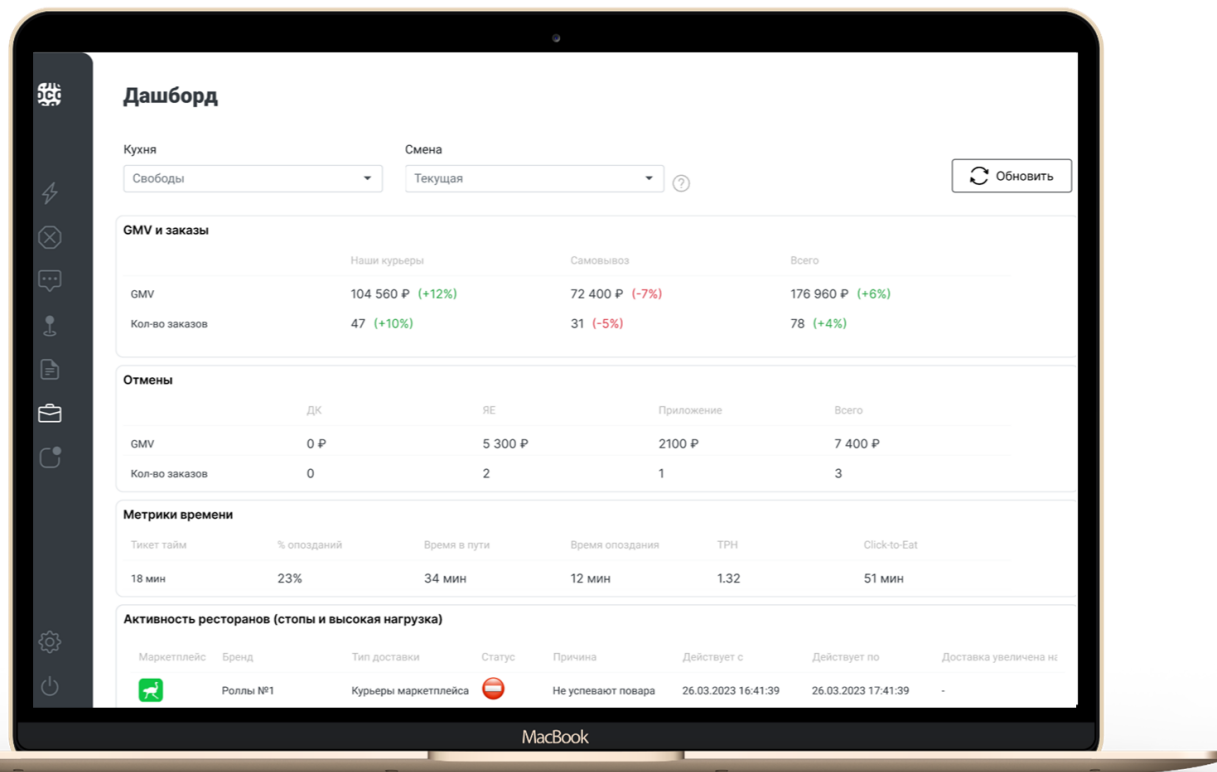 Дашборд
Кухня Смена
Свободы Текущая ? Обновить
GMV и заказы
Наши курьеры Самовывоз Всего
GMV 104 560 ₽ (+12%) 72 400 ₽ (-7%) 176 960 ₽ (+6%)
Кол-во заказов 47 (+10%) 31 (-5%) 78 (+4%)
Отмены
ДК ЯЕ Приложение Всего
GMV 0 ₽ 5 300 ₽ 2100 ₽ 7 400 ₽
Кол-во заказов 0 2 1 3
Метрики времени
Тикет тайм % опозданий Время в пути Время опоздания TPH Click-to-Eat
18 мин 23% 34 мин 12 мин 1.32 51 мин
Активность ресторанов (стопы и высокая нагрузка)
Маркетплейс Бренд Тип доставки Статус Причина Действует с Действует по Доставка увеличена на
Роллы №1 Курьеры маркетплейса Не успевают повара 26.03.2023 16:41:39 26.03.2023 17:41:39 -
MacBook